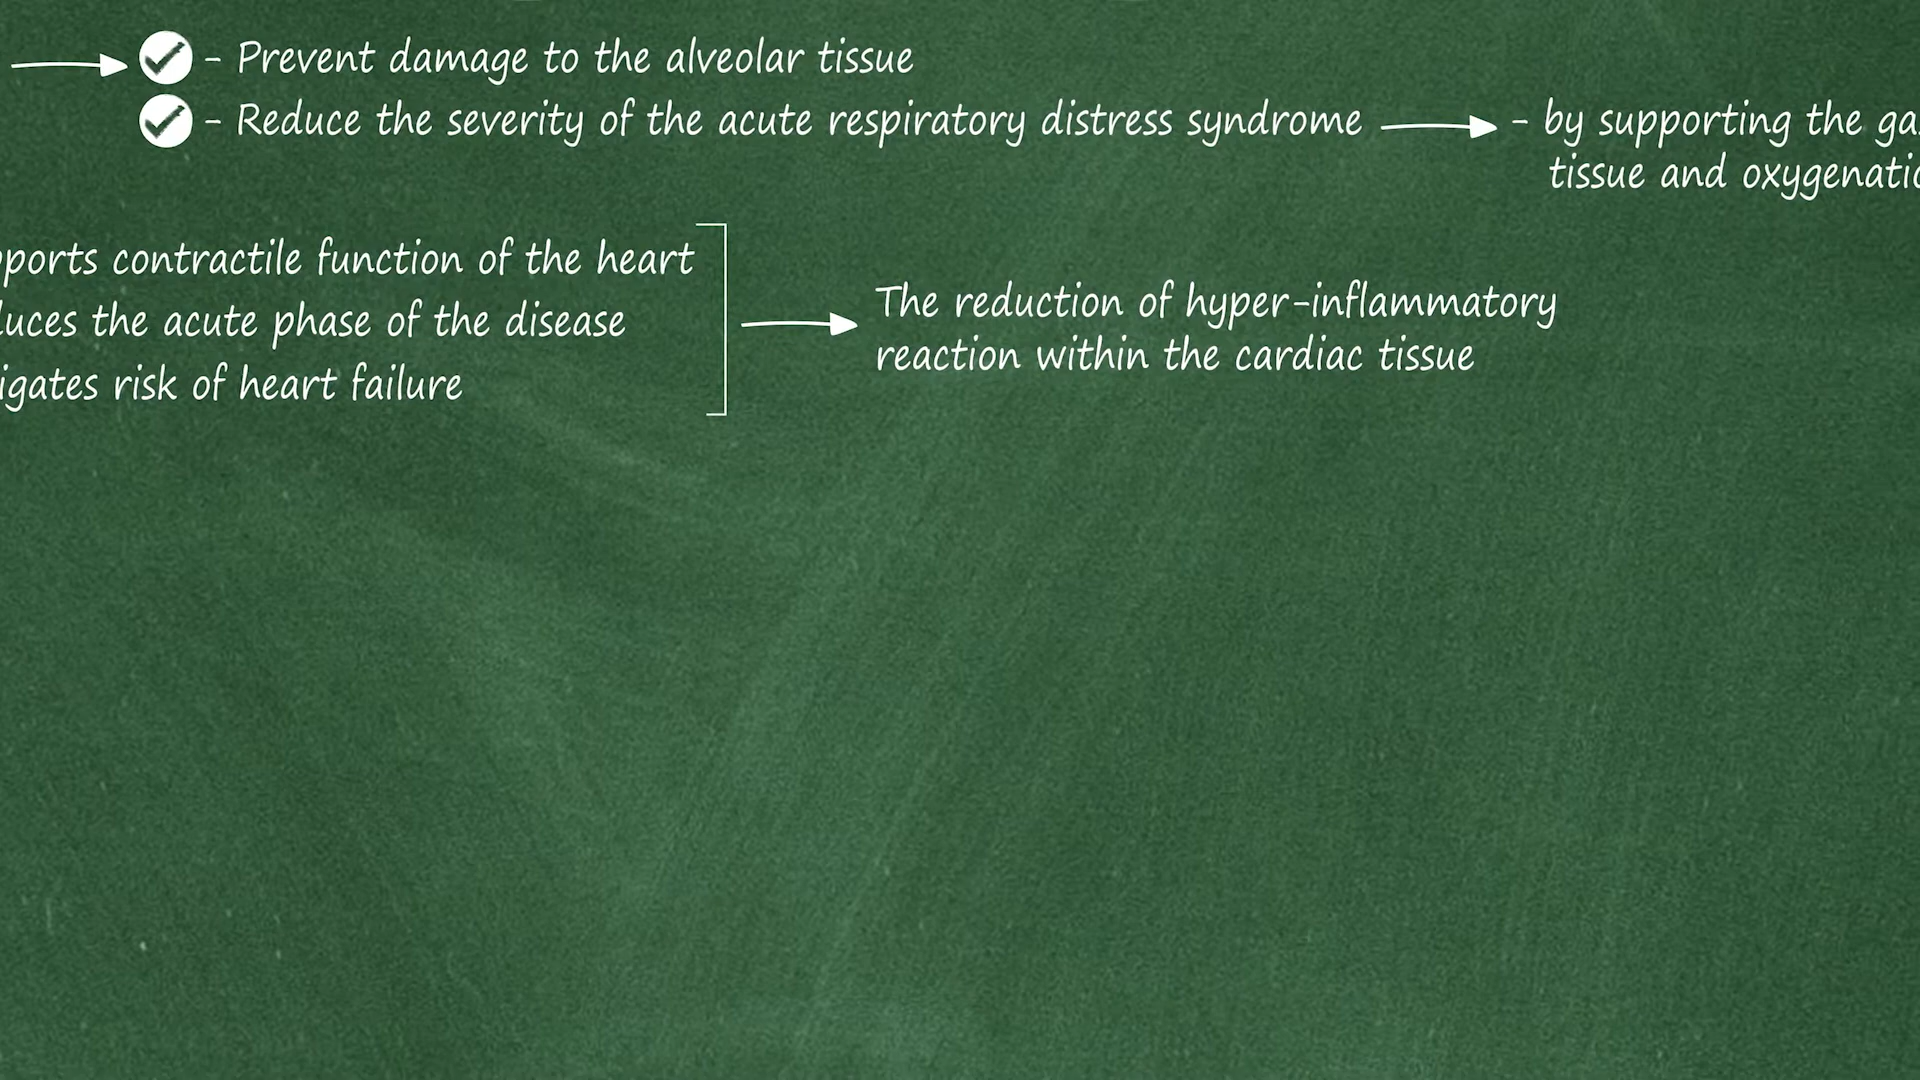 - Prevent damage to the alveolar tissue
- Reduce the severity of the acute respiratory distress syndrome
- by supporting the
tissue and
contractile function of the heart
the acute phase of the disease
risk of heart failure
The reduction of hyper-inflammatory
reaction within the cardiac tissue